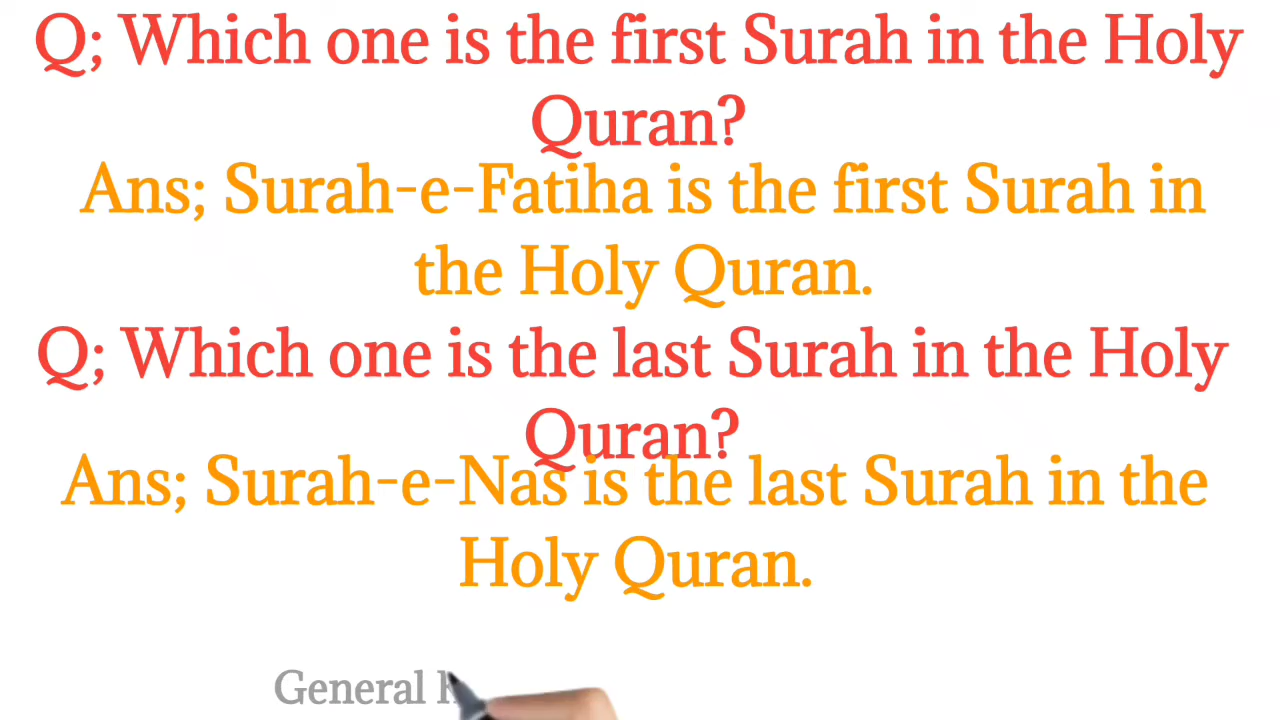 Q; Which one is the first Surah in the Holy
Quran?
Ans; Surah-e-Fatiha is the first Surah in
the Holy Quran.
Q; Which one is the last Surah in the Holy
Quran?
Ans; Surah-e-Nas is the last Surah in the
Holy Quran.
General